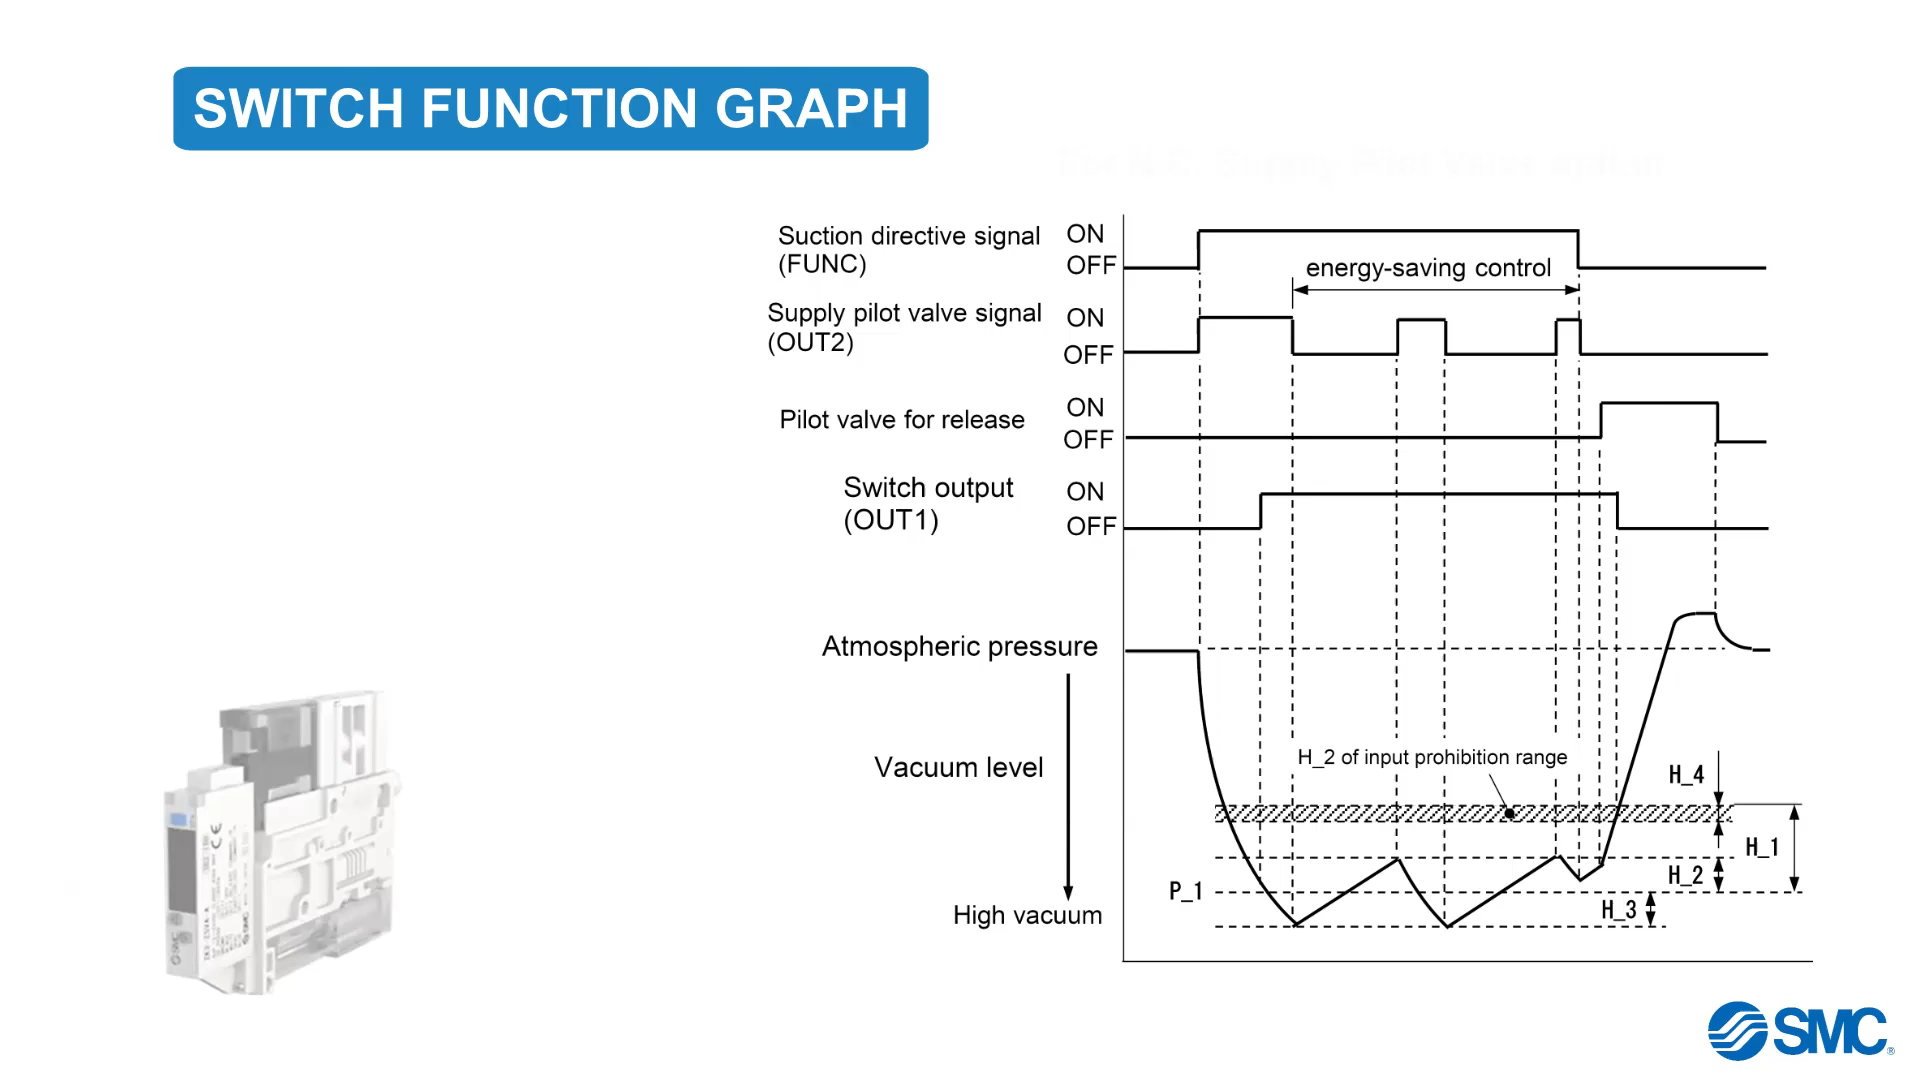 SWITCH FUNCTION GRAPH
Suction directive signal
(FUNC)
ON
OFF
energy-saving control
Supply pilot valve signal
(OUT2)
ON
OFF
Pilot valve for release
ON
OFF
Switch output
(OUT1)
ON
OFF
Atmospheric pressure
Vacuum level
H_2 of input prohibition range
H_4
H_1
H_2
P_1
H_3
High vacuum
SMC
SMC®